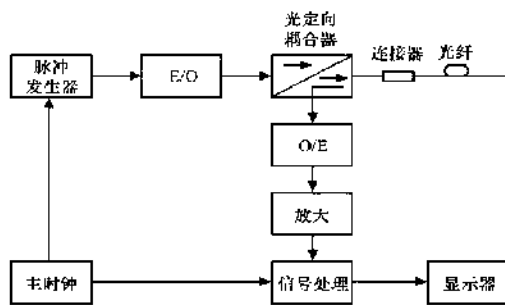 光定向
耦合器
连接器
光纤
脉冲
发生器
E/O
O/E
放大
主时钟
信号处理
显示器